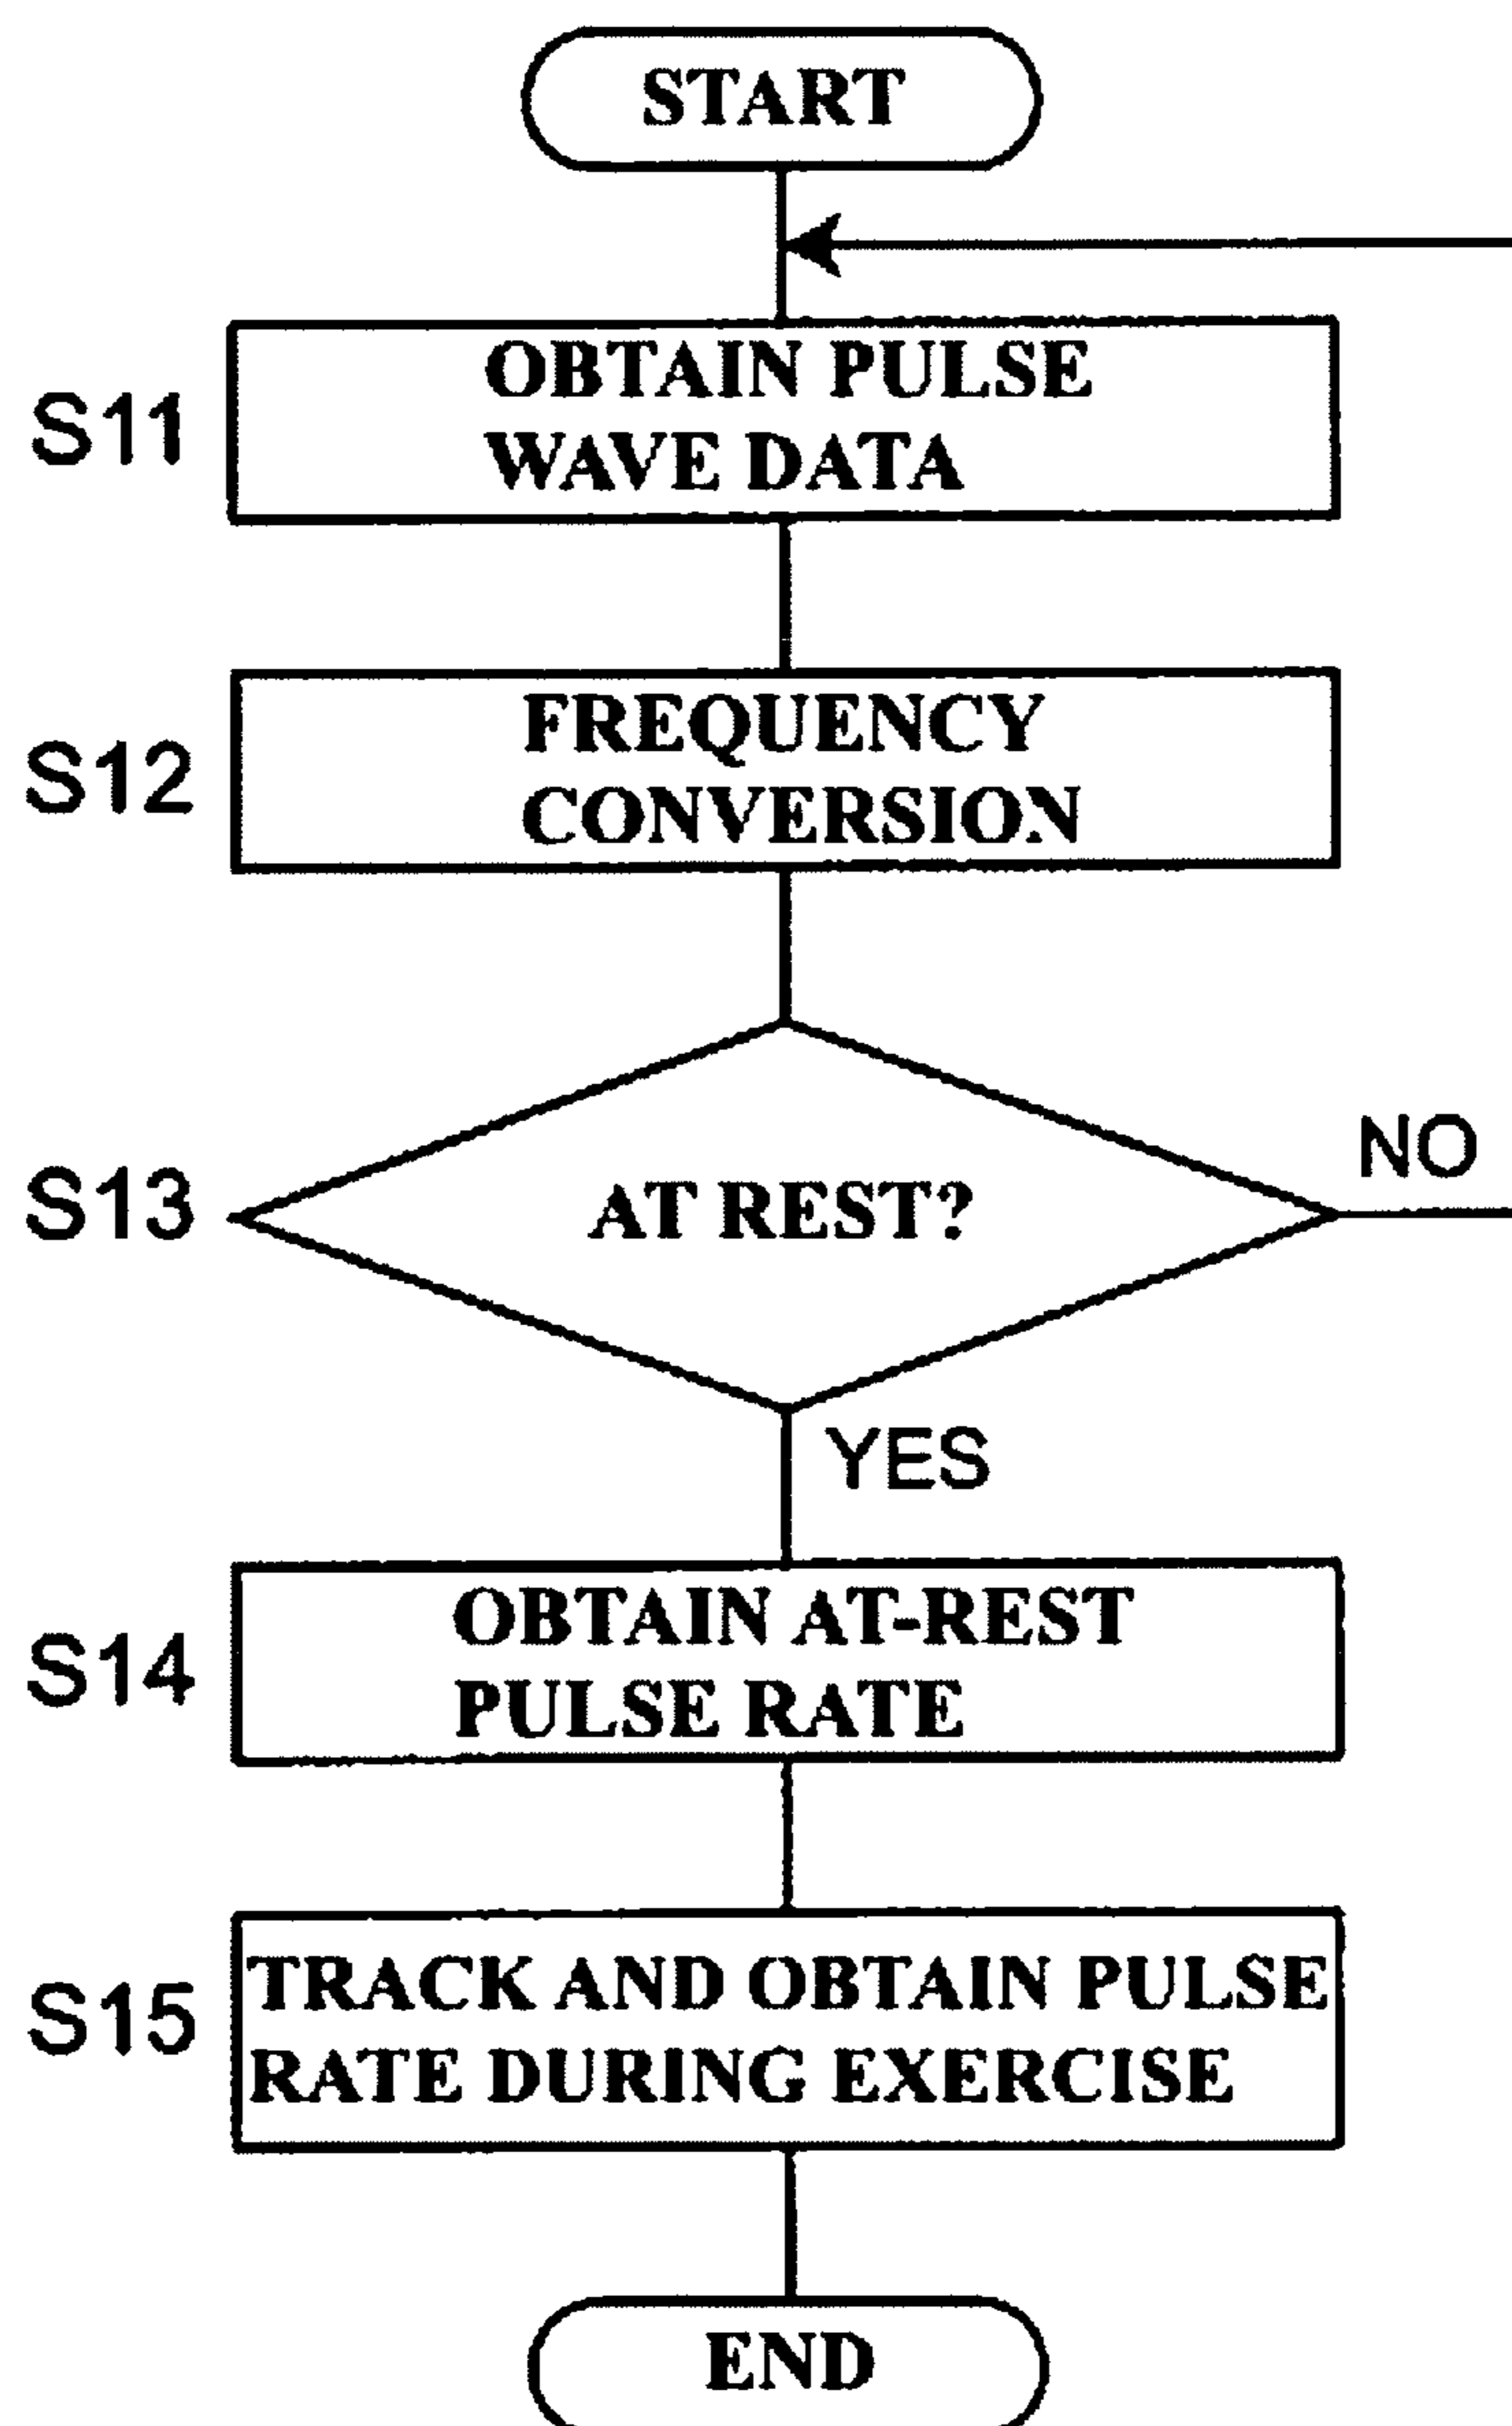 START
S11
OBTAIN PULSE
WAVE DATA
S12
FREQUENCY
CONVERSION
S13
AT REST?
NO
YES
S14
OBTAIN AT-REST
PULSE RATE
S15
TRACK AND OBTAIN PULSE
RATE DURING EXERCISE
END